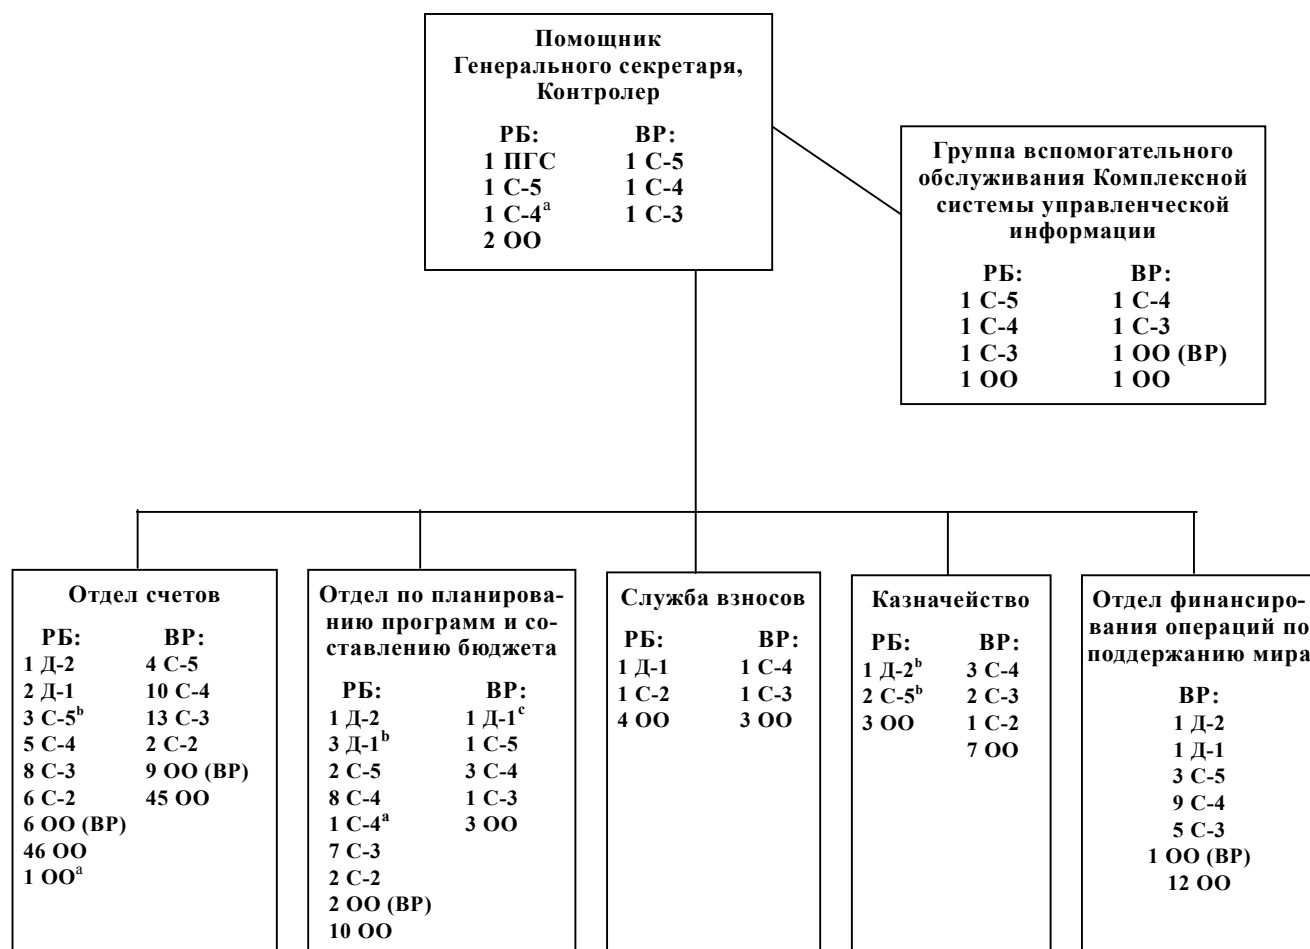 Помощник
Генерального секретаря,
Контролер
РБ: ВР:
1 ПГС 1 С-5
1 С-5 1 С-4
1 С-4a 1 С-3
2 ОО
Группа вспомогательного
обслуживания Комплексной
системы управленческой
информации
РБ: ВР:
1 С-5 1 С-4
1 С-4 1 С-3
1 С-3 1 ОО (ВР)
1 ОО 1 ОО
Отдел счетов
РБ: ВР:
1 Д-2 4 С-5
2 Д-1 10 С-4
3 С-5b 13 С-3
5 С-4 2 С-2
8 С-3 9 ОО (ВР)
6 С-2 45 ОО
6 ОО (ВР)
46 ОО
1 ООa
Отдел по планирова-
нию программ и со-
ставлению бюджета
РБ: ВР:
1 Д-2 1 Д-1c
3 Д-1b 1 С-5
2 С-5 3 С-4
8 С-4 1 С-3
1 С-4a 3 ОО
7 С-3
2 С-2
2 ОО (ВР)
10 ОО
Служба взносов
РБ: ВР:
1 Д-1 1 С-4
1 С-2 1 С-3
4 ОО 3 ОО
Казначейство
РБ: ВР:
1 Д-2b 3 С-4
2 С-5b 2 С-3
3 ОО 1 С-2
7 ОО
Отдел финансиро-
вания операций по
поддержанию мира
ВР:
1 Д-2
1 Д-1
3 С-5
9 С-4
5 С-3
1 ОО (ВР)
12 ОО